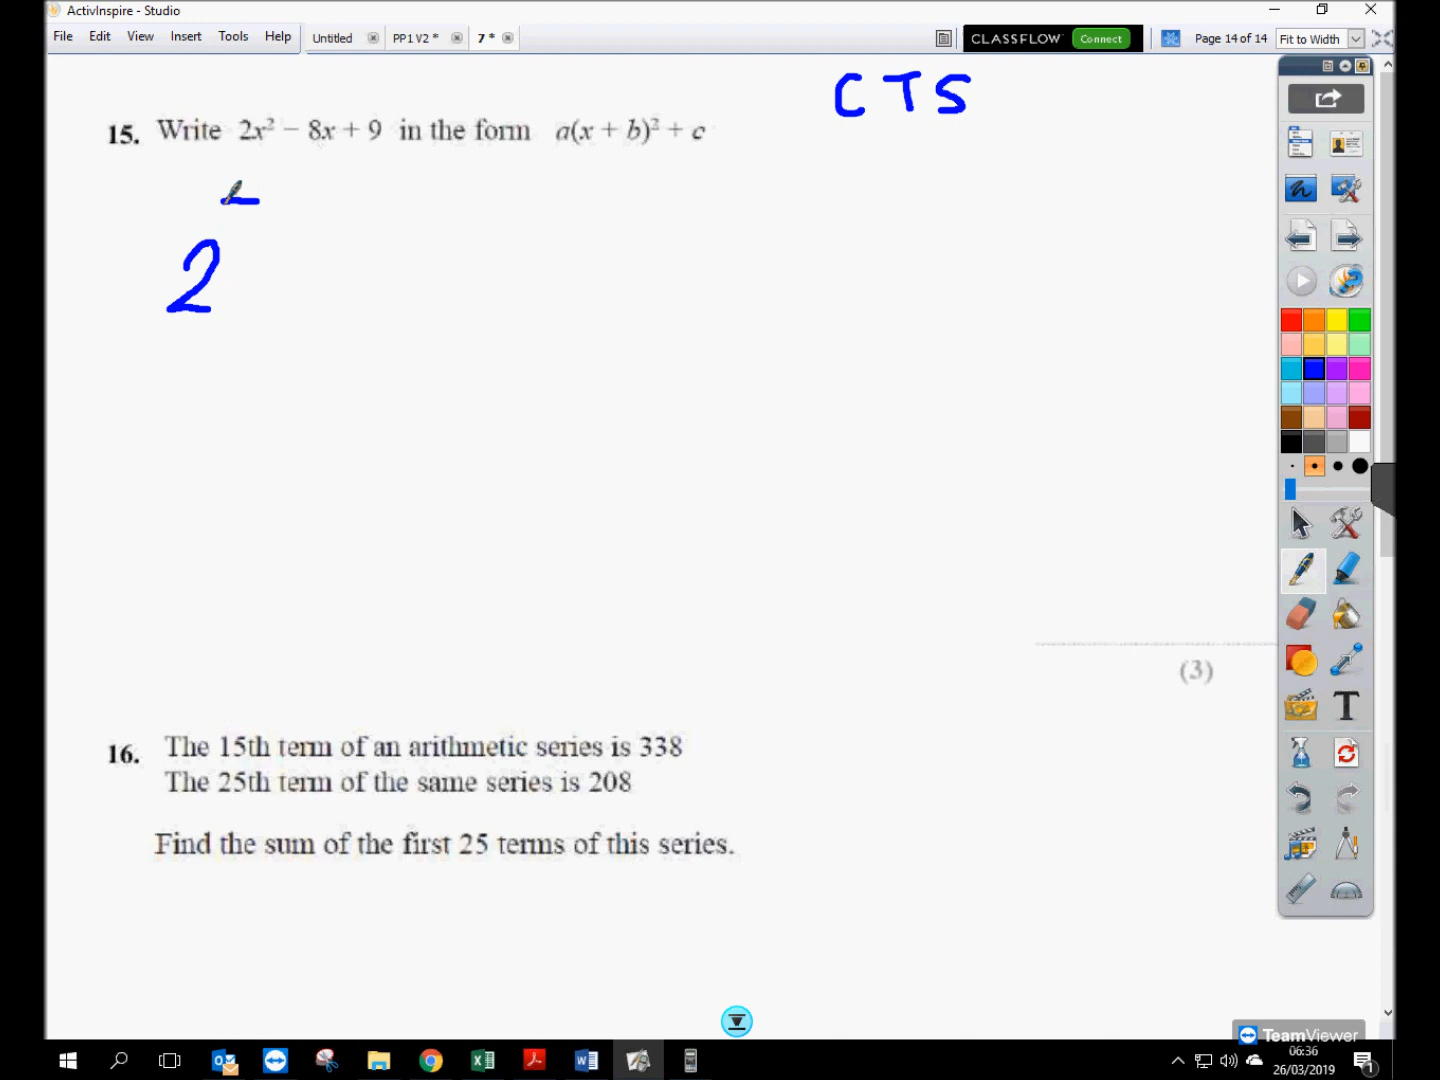 ActivInspire - Studio
File Edit View Insert Tools Help Untitled PP1 V2 * 7 * CLASSFLOW Connect Page 14 of 14 Fit to Width
C T S
15. Write 2x² − 8x + 9 in the form a(x + b)² + c
2
(3)
16. The 15th term of an arithmetic series is 338
The 25th term of the same series is 208
Find the sum of the first 25 terms of this series.
TeamViewer
06:36
26/03/2019